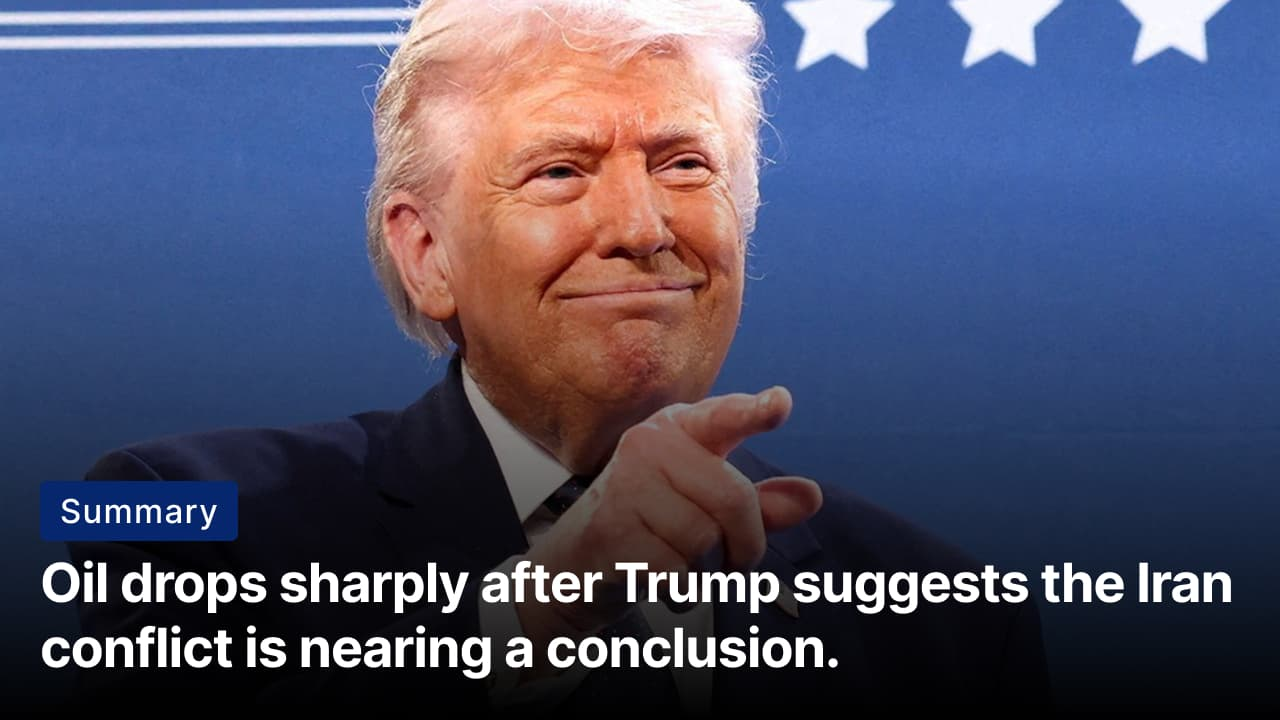 Summary
Oil drops sharply after Trump suggests the Iran
conflict is nearing a conclusion.